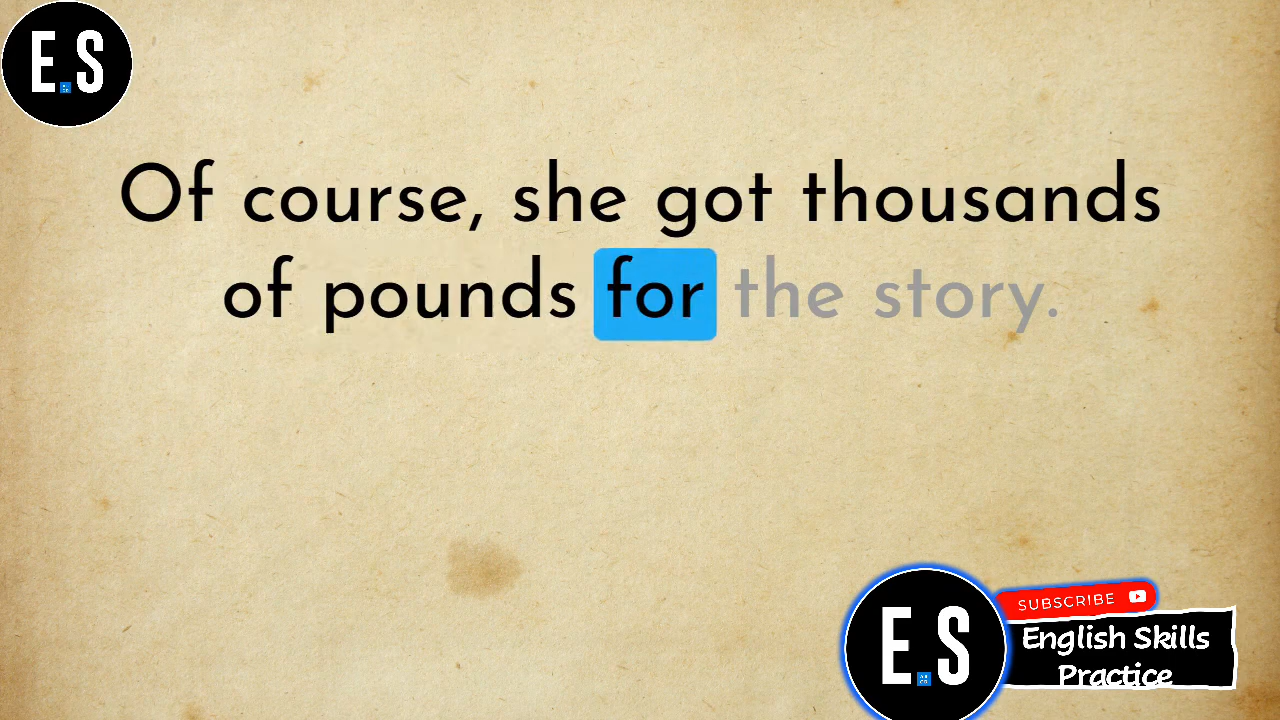 E.S
Of course, she got thousands
of pounds for the story.
E.S
SUBSCRIBE
English Skills
Practice